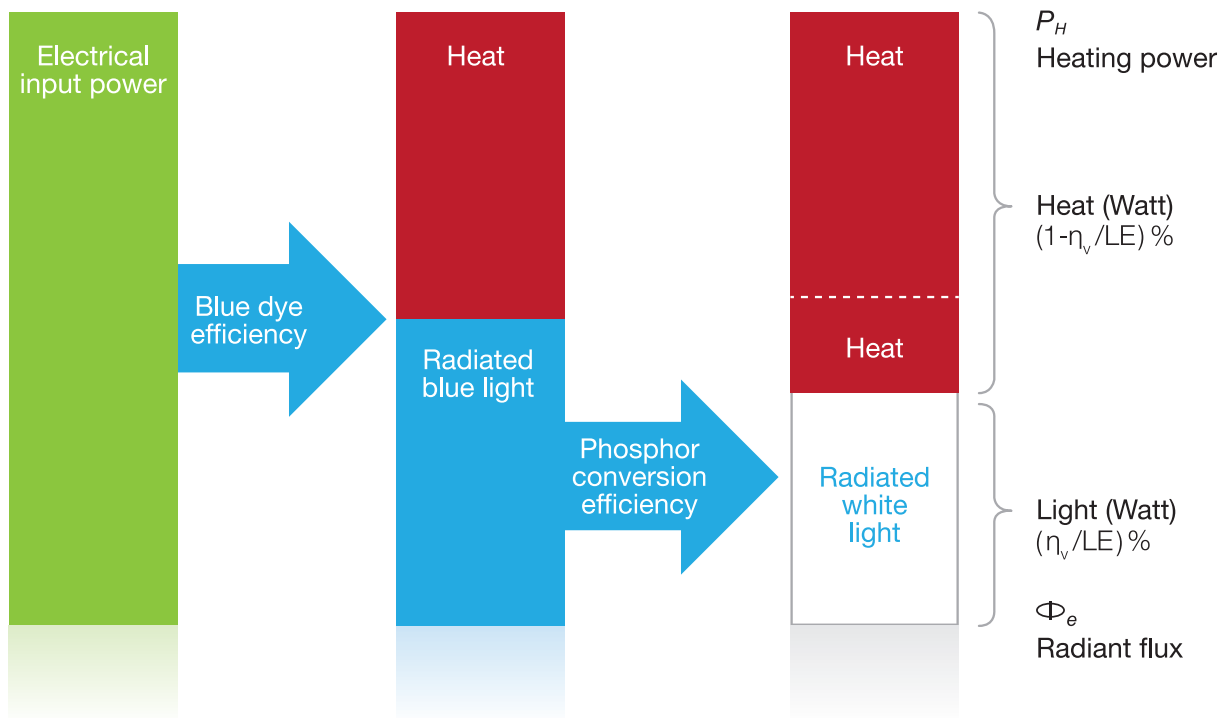 Electrical
input power
Blue dye
efficiency
Heat
Radiated
blue light
Phosphor
conversion
efficiency
Heat
Heat
Radiated
white
light
P_H
Heating power
Heat (Watt)
(1-η_v/LE) %
Light (Watt)
(η_v/LE) %
Φ_e
Radiant flux